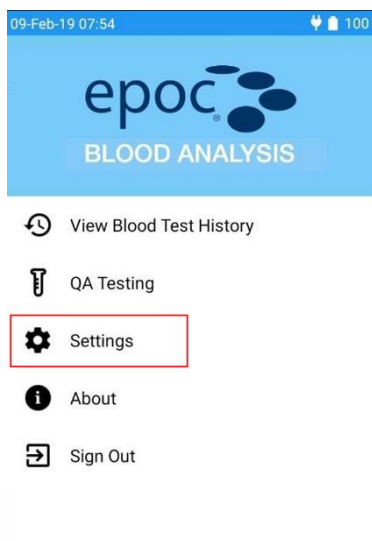 09-Feb-19 07:54 100
epoc®
BLOOD ANALYSIS
View Blood Test History
QA Testing
Settings
About
Sign Out